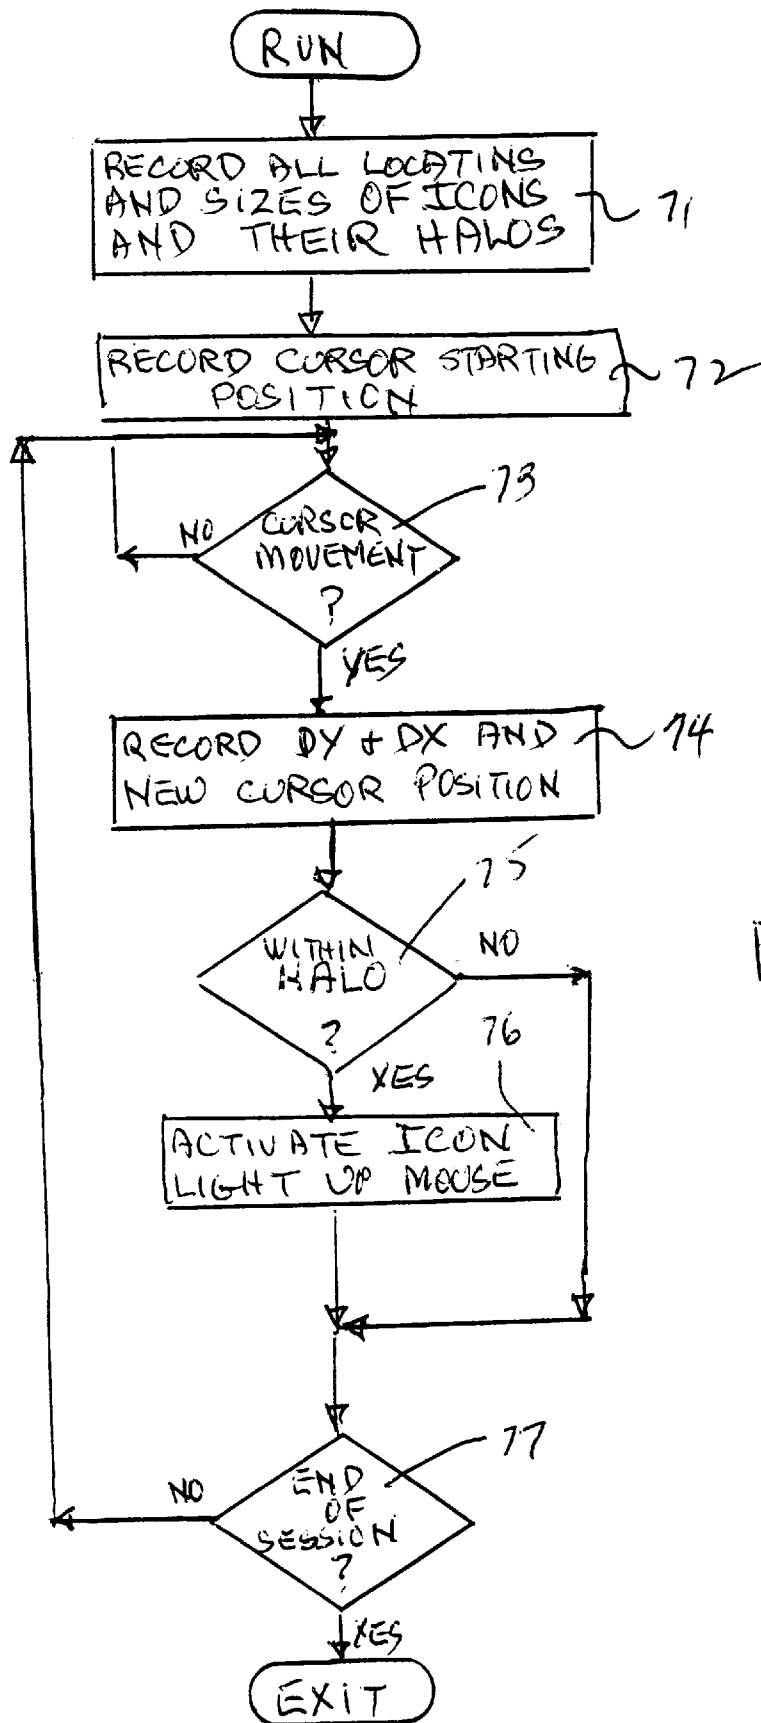 RUN
RECORD ALL LOCATINS
AND SIZES OF ICONS
AND THEIR HALOS
71
RECORD CURSOR STARTING
POSITION
72
73
NO
CURSOR
MOVEMENT
?
YES
RECORD DY & DX AND
NEW CURSOR POSITION
74
75
WITHIN
HALO
?
NO
YES
76
ACTIVATE ICON
LIGHT UP MOUSE
77
NO
END
OF
SESSION
?
YES
EXIT